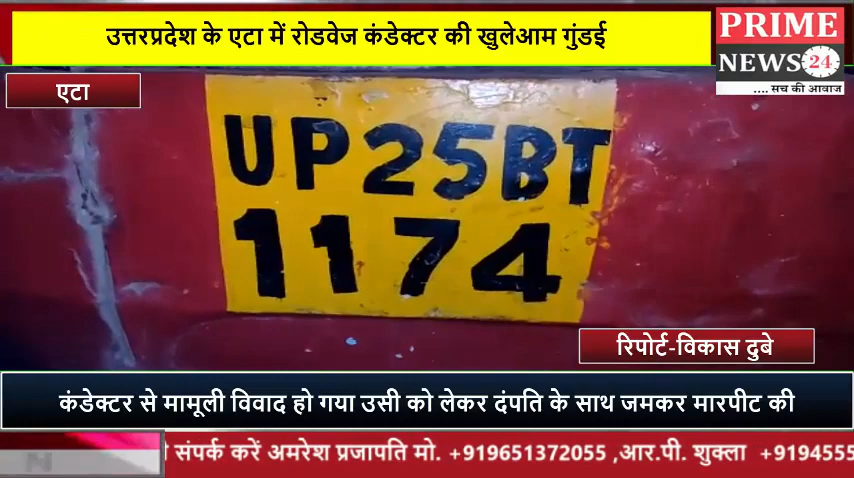 उत्तरप्रदेश के एटा में रोडवेज कंडेक्टर की खुलेआम गुंडई
PRIME
NEWS 24
.... सच की आवाज
एटा
UP25BT
1174
रिपोर्ट-विकास दुबे
कंडेक्टर से मामूली विवाद हो गया उसी को लेकर दंपति के साथ जमकर मारपीट की
संपर्क करें अमरेश प्रजापति मो. +919651372055 ,आर.पी. शुक्ला +9194555